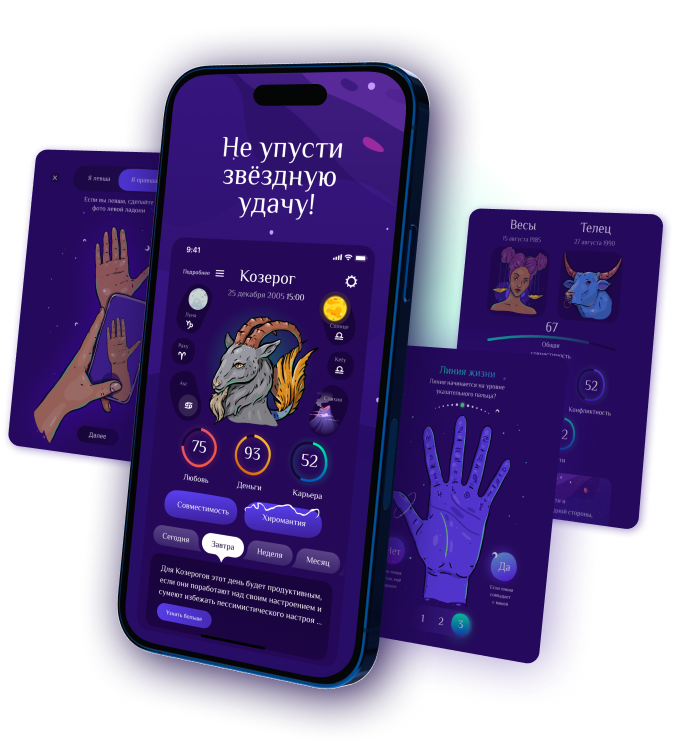 Не упусти
звёздную
удачу!
9:41
Подробнее
Козерог
25 декабря 2005 15:00
Луна
Солнце
Раху
Кету
Асц
Стихия
75
93
52
Любовь
Деньги
Карьера
Совместимость
Хиромантия
Сегодня
Завтра
Неделя
Месяц
Для Козерогов этот день будет продуктивным,
если они поработают над своим настроением и
сумеют избежать пессимистического настроя ...
Узнать больше
Я левша
Я правша
Если вы левша, сделайте
фото левой ладони
Далее
Весы
Телец
15 августа 1985
27 августа 1990
67
Общая
совместимость
52
Конфликтность
2
Линия жизни
Линия начинается на уровне
указательного пальца?
Нет
Да
Если линия
совпадает
с вашей
1
2
3
дной стороны,